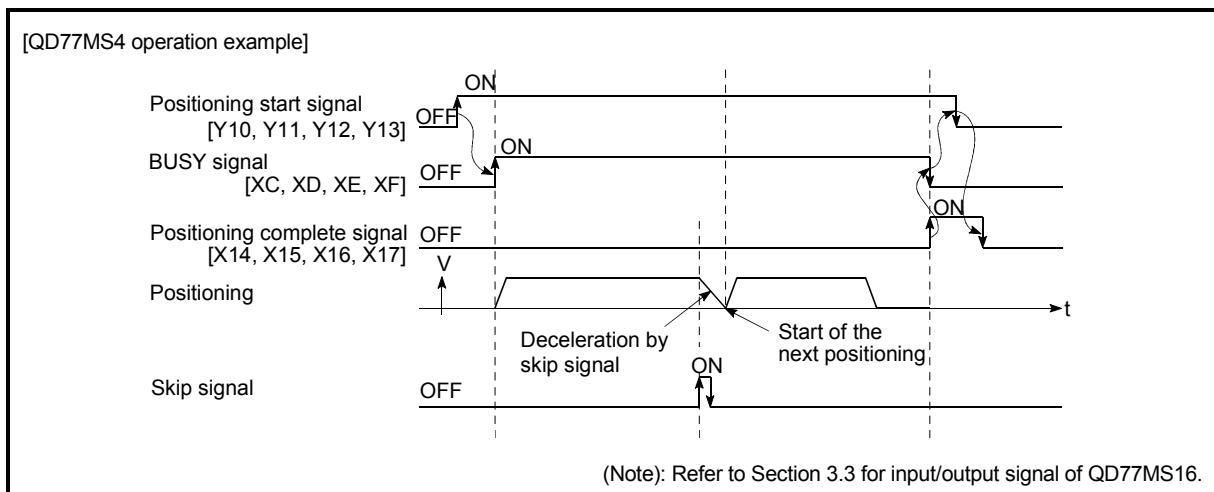 [QD77MS4 operation example]
ON
Positioning start signal
[Y10, Y11, Y12, Y13]
OFF
ON
BUSY signal
[XC, XD, XE, XF]
OFF
ON
Positioning complete signal
[X14, X15, X16, X17]
OFF
V
Positioning
t
Deceleration by
skip signal
Start of the
next positioning
ON
Skip signal
OFF
(Note): Refer to Section 3.3 for input/output signal of QD77MS16.